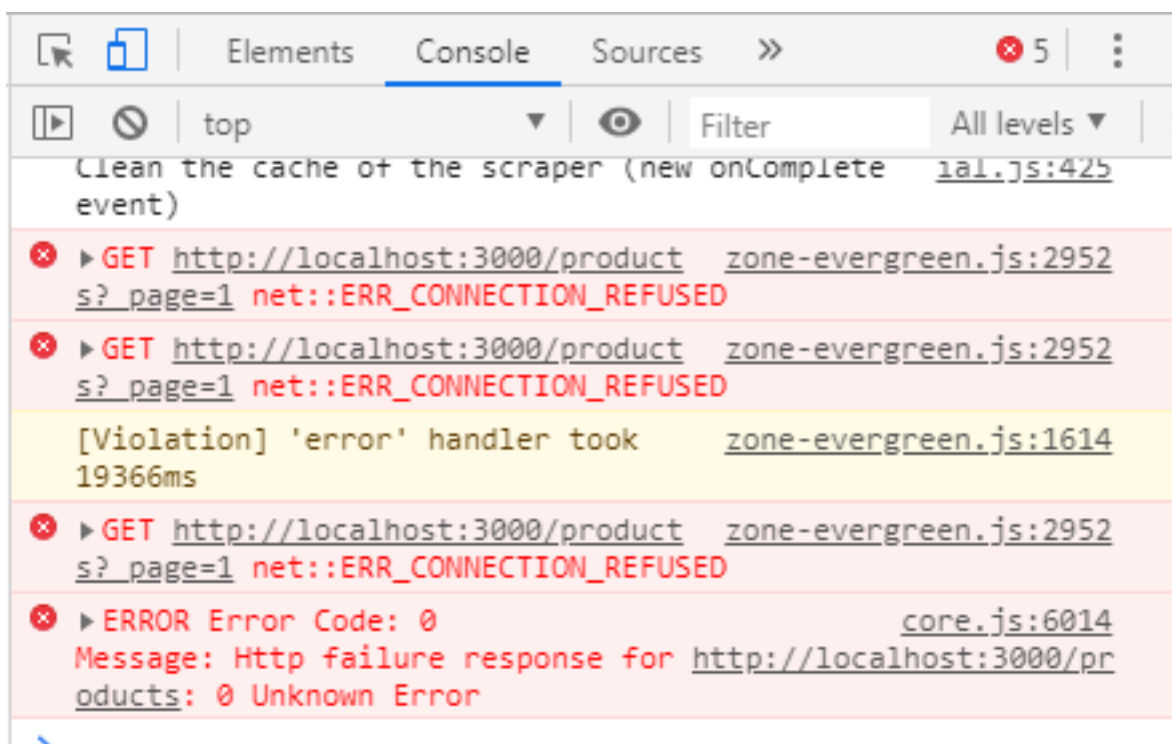 Elements Console Sources » 5
top Filter All levels
Clean the cache of the scraper (new onComplete ial.js:425
event)
GET http://localhost:3000/product zone-evergreen.js:2952
s?_page=1 net::ERR_CONNECTION_REFUSED
GET http://localhost:3000/product zone-evergreen.js:2952
s?_page=1 net::ERR_CONNECTION_REFUSED
[Violation] 'error' handler took zone-evergreen.js:1614
19366ms
GET http://localhost:3000/product zone-evergreen.js:2952
s?_page=1 net::ERR_CONNECTION_REFUSED
ERROR Error Code: 0 core.js:6014
Message: Http failure response for http://localhost:3000/pr
oducts: 0 Unknown Error